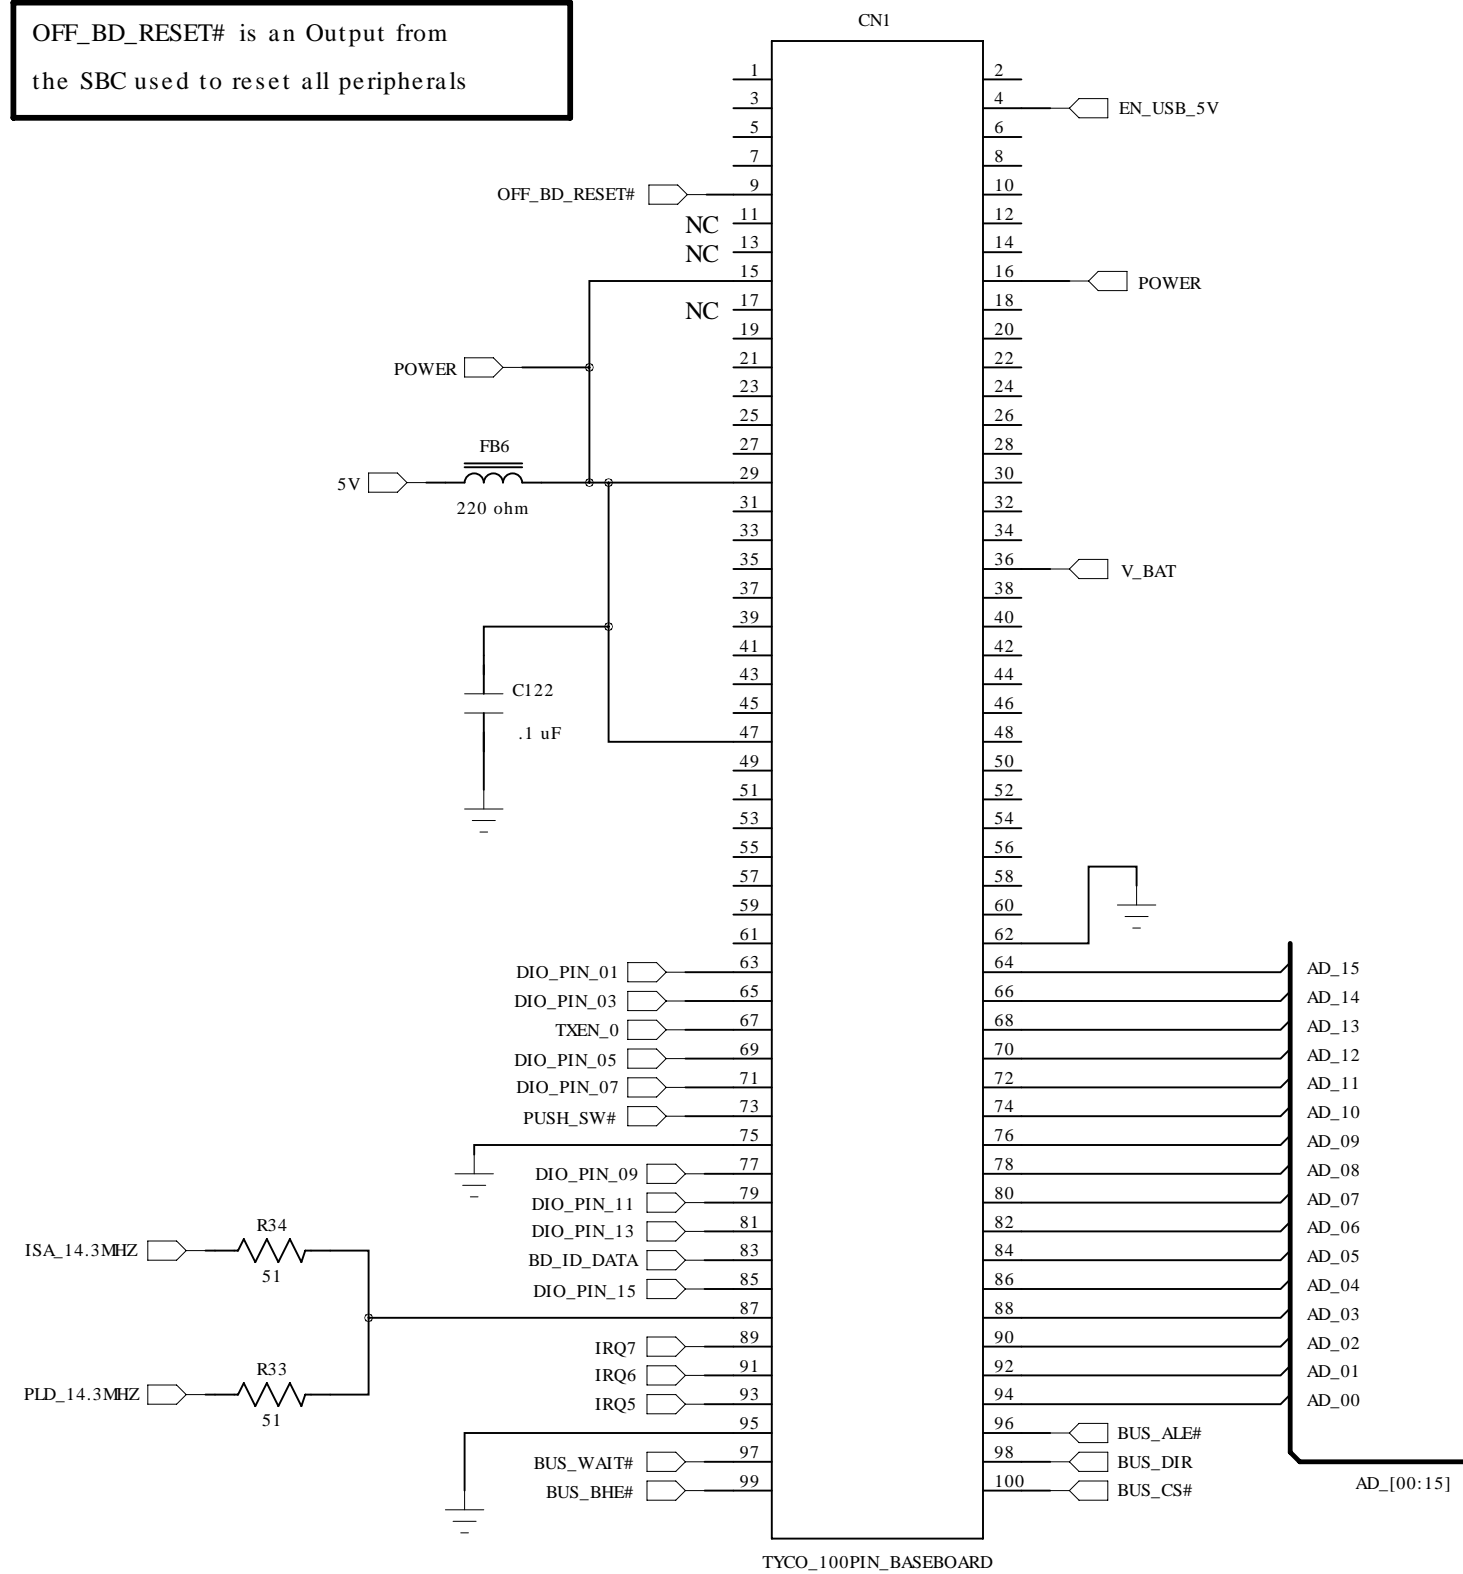 OFF_BD_RESET# is an Output from
the SBC used to reset all peripherals
CN1
1 2
3 4 EN_USB_5V
5 6
7 8
OFF_BD_RESET# 9 10
NC 11 12
NC 13 14
15 16 POWER
NC 17 18
19 20
POWER 21 22
23 24
25 26
FB6 27 28
5V 29 30
220 ohm 31 32
33 34
35 36 V_BAT
37 38
39 40
41 42
C122 43 44
45 46
.1 uF 47 48
49 50
51 52
53 54
55 56
57 58
59 60
61 62
DIO_PIN_01 63 64 AD_15
DIO_PIN_03 65 66 AD_14
TXEN_0 67 68 AD_13
DIO_PIN_05 69 70 AD_12
DIO_PIN_07 71 72 AD_11
PUSH_SW# 73 74 AD_10
75 76 AD_09
DIO_PIN_09 77 78 AD_08
DIO_PIN_11 79 80 AD_07
R34 DIO_PIN_13 81 82 AD_06
ISA_14.3MHZ BD_ID_DATA 83 84 AD_05
51 DIO_PIN_15 85 86 AD_04
87 88 AD_03
IRQ7 89 90 AD_02
R33 IRQ6 91 92 AD_01
PLD_14.3MHZ IRQ5 93 94 AD_00
51 95 96 BUS_ALE#
BUS_WAIT# 97 98 BUS_DIR
BUS_BHE# 99 100 BUS_CS# AD_[00:15]
TYCO_100PIN_BASEBOARD